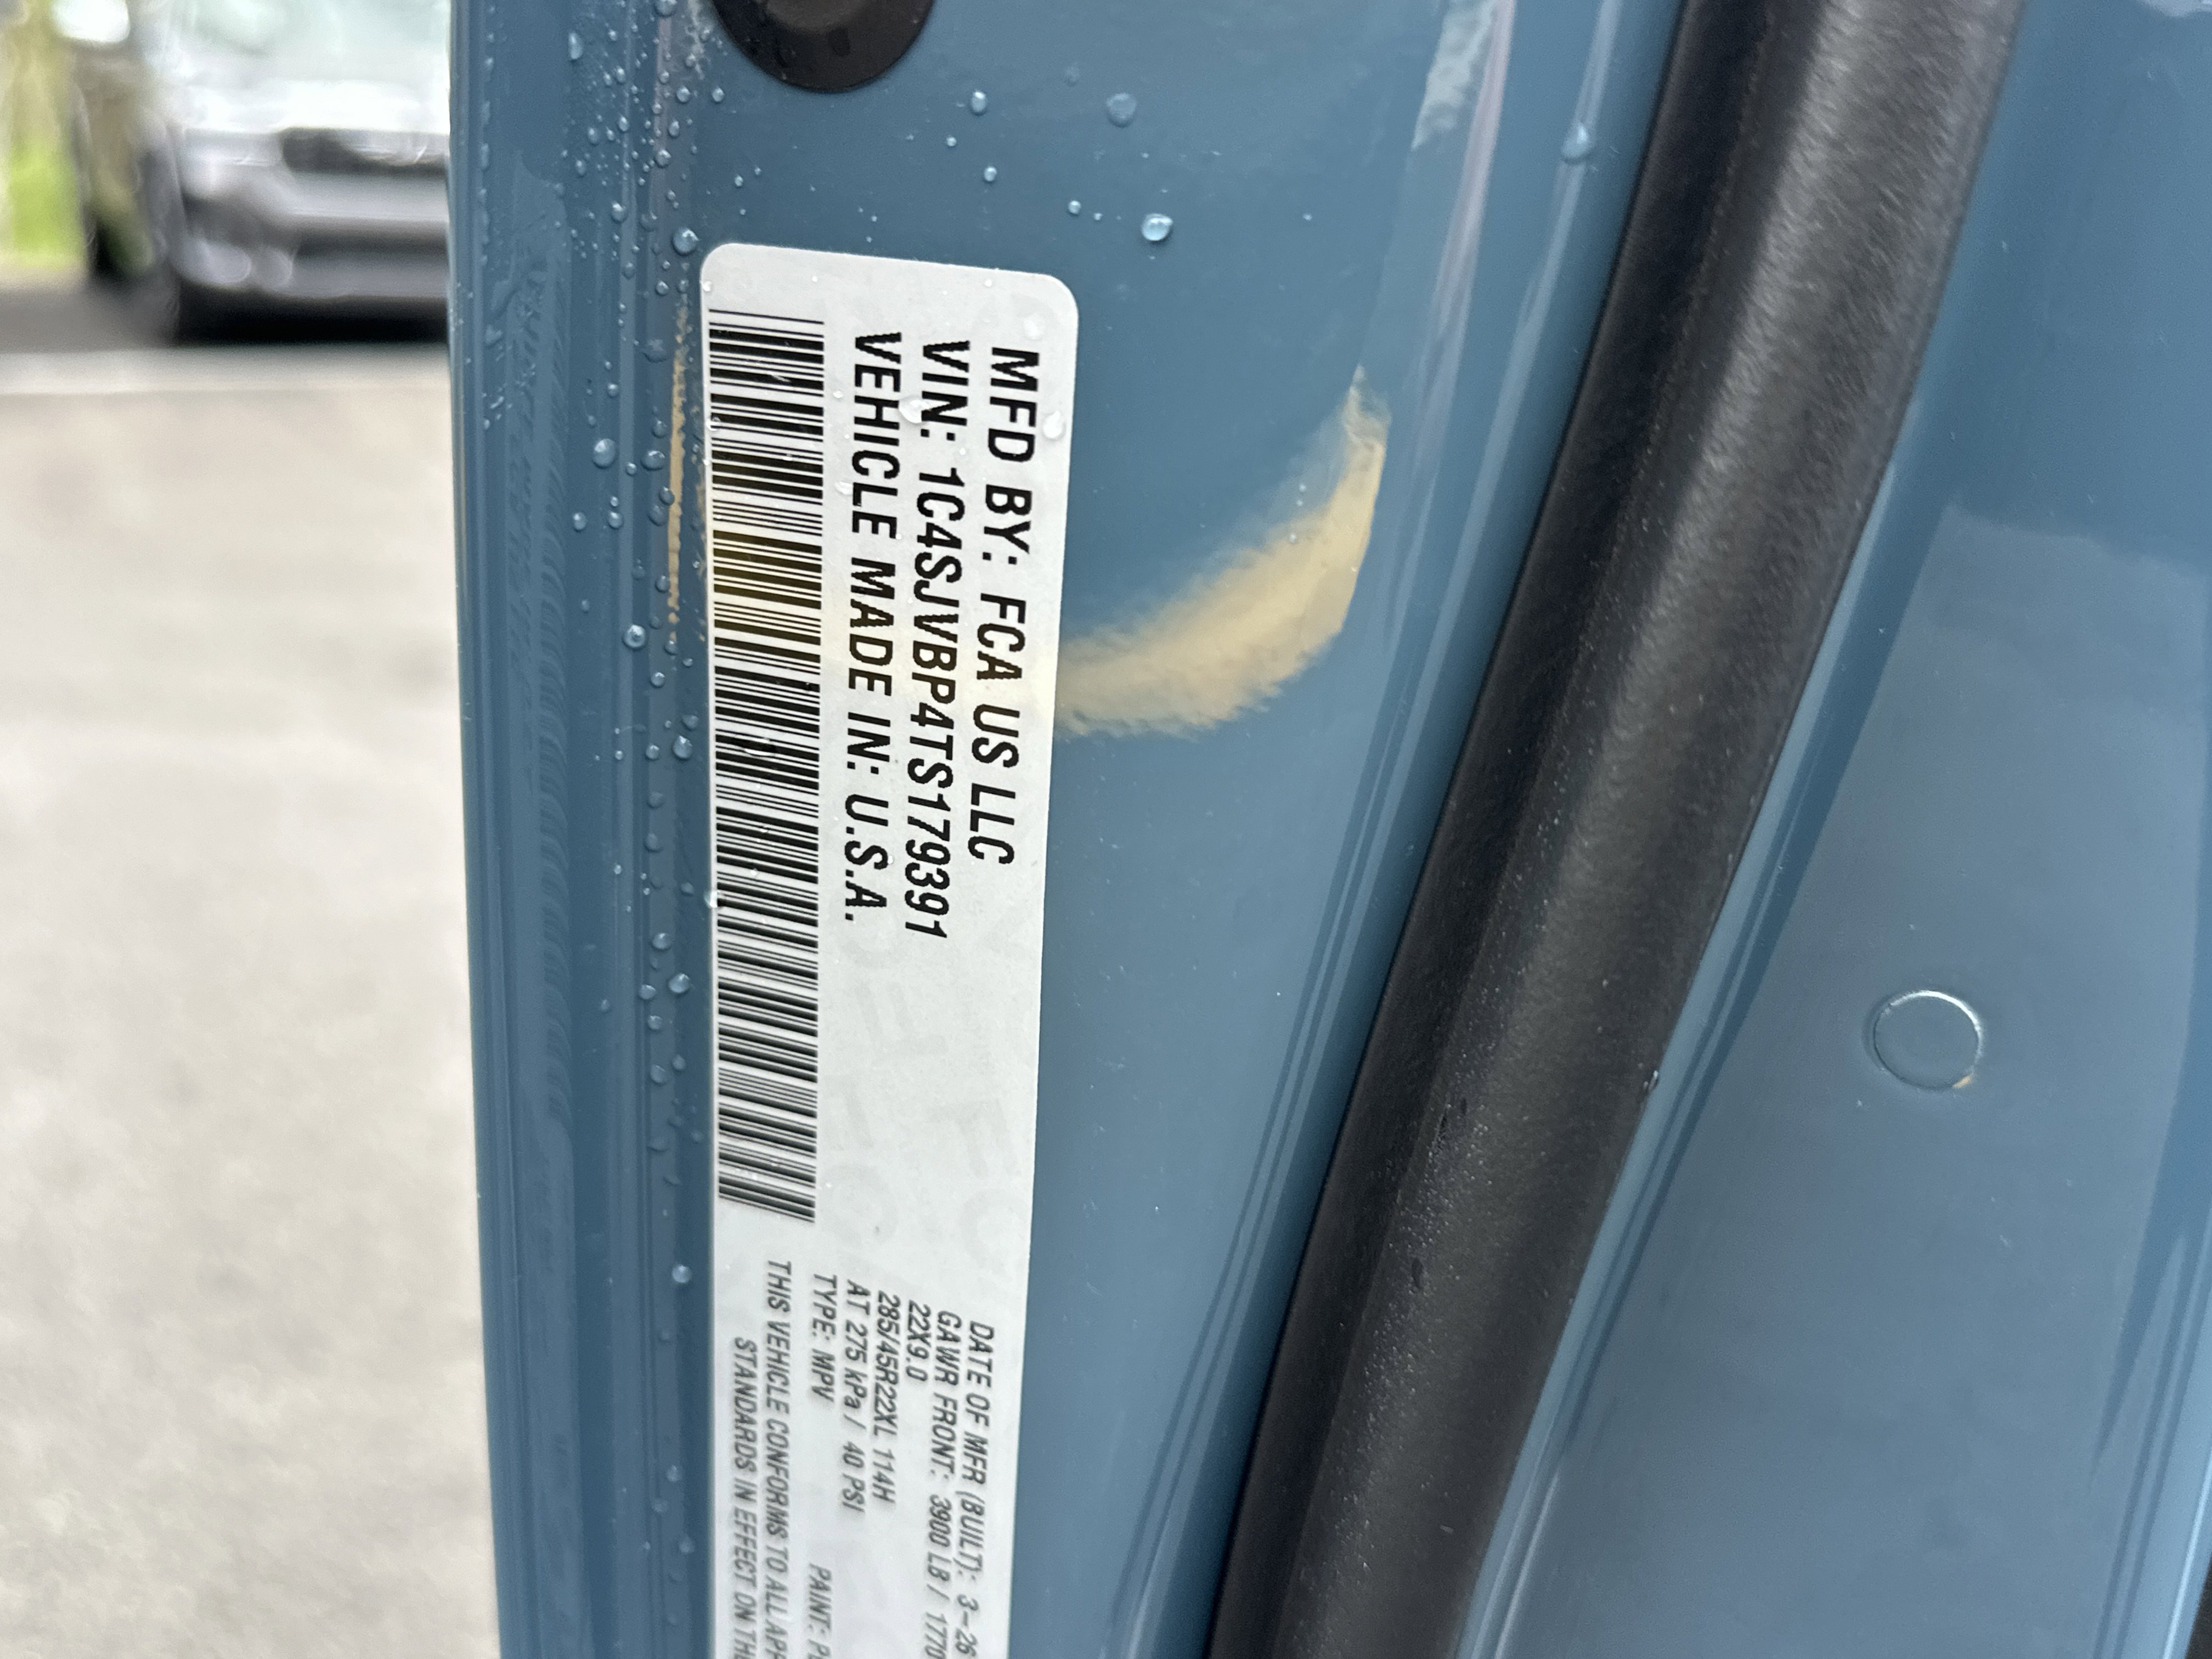 MFD BY: FCA US LLC
VIN: 1C4SJVBP4TS179391
VEHICLE MADE IN: U.S.A.
DATE OF MFR (BUILT): 3-26
GAWR FRONT: 3900 LB / 1770
22X9.0
285/45R22XL 114H
AT 275 kPa / 40 PSI
TYPE: MPV PAINT:
THIS VEHICLE CONFORMS TO ALL
STANDARDS IN EFFECT ON